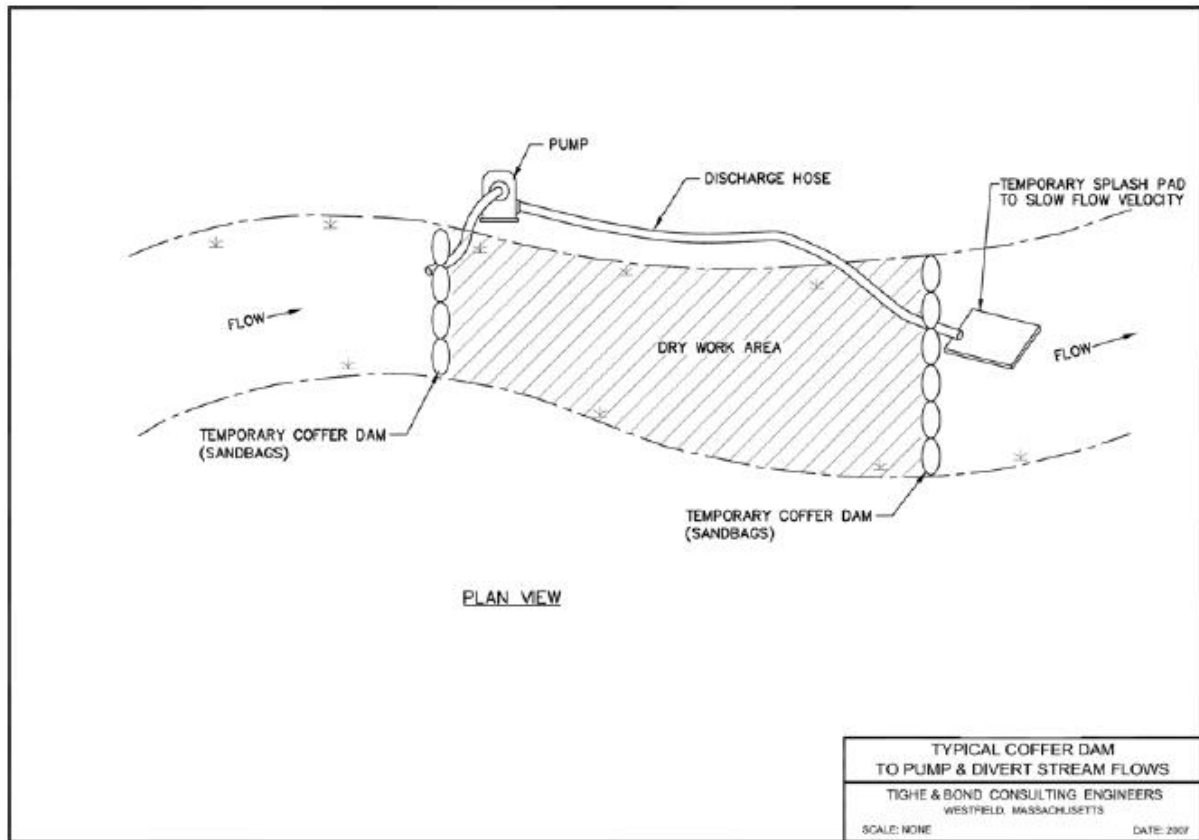 PUMP
DISCHARGE HOSE
TEMPORARY SPLASH PAD
TO SLOW FLOW VELOCITY
FLOW
DRY WORK AREA
FLOW
TEMPORARY COFFER DAM
(SANDBAGS)
TEMPORARY COFFER DAM
(SANDBAGS)
PLAN VIEW
TYPICAL COFFER DAM
TO PUMP & DIVERT STREAM FLOWS
TIGHE & BOND CONSULTING ENGINEERS
WESTFIELD, MASSACHUSETTS
SCALE: NONE
DATE: